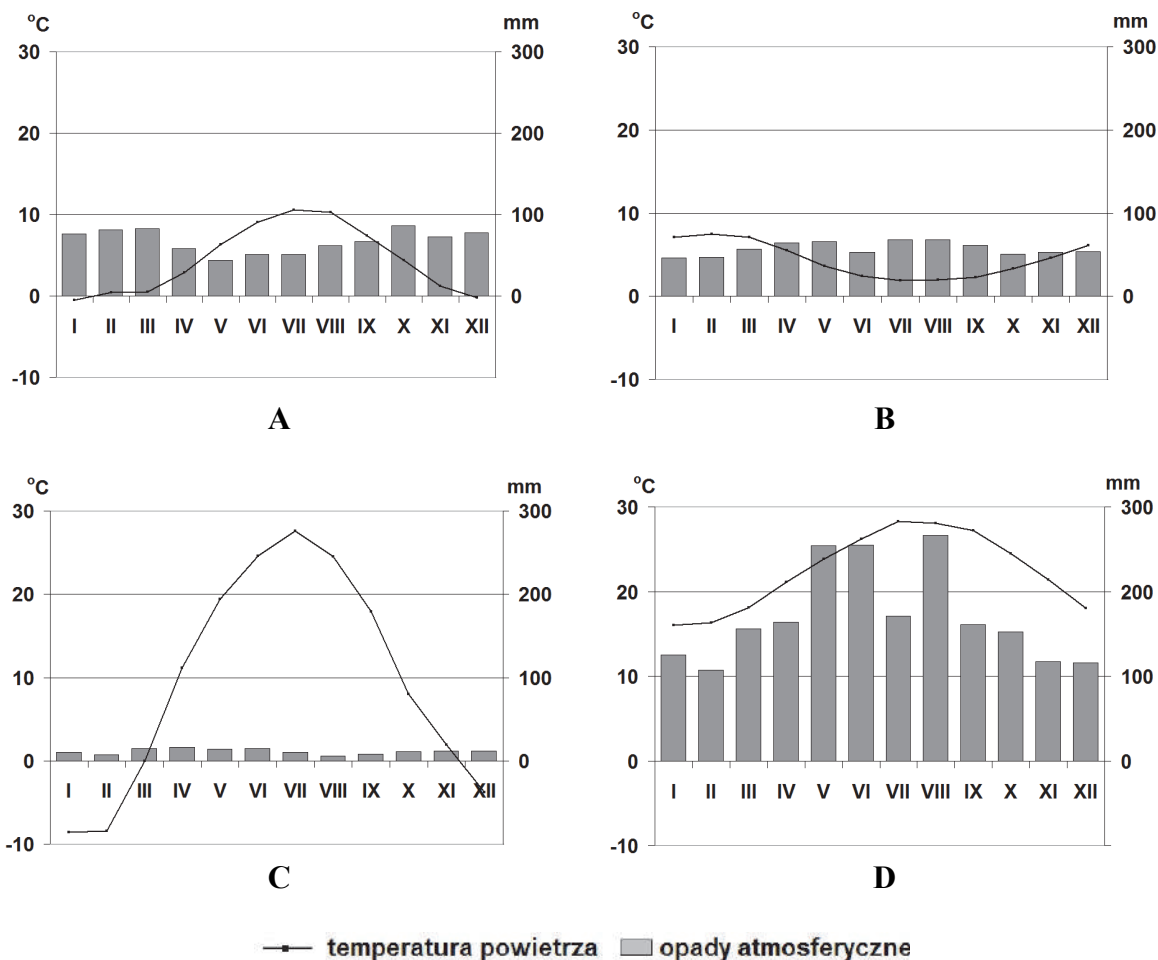 °C mm
30 300
20 200
10 100
0 0
I II III IV V VI VII VIII IX X XI XII
-10
A
°C mm
30 300
20 200
10 100
0 0
I II III IV V VI VII VIII IX X XI XII
-10
B
°C mm
30 300
20 200
10 100
0 0
I II III IV V VI VII VIII IX X XI XII
-10
C
°C mm
30 300
20 200
10 100
0 0
I II III IV V VI VII VIII IX X XI XII
-10
D
temperatura powietrza opady atmosferyczne